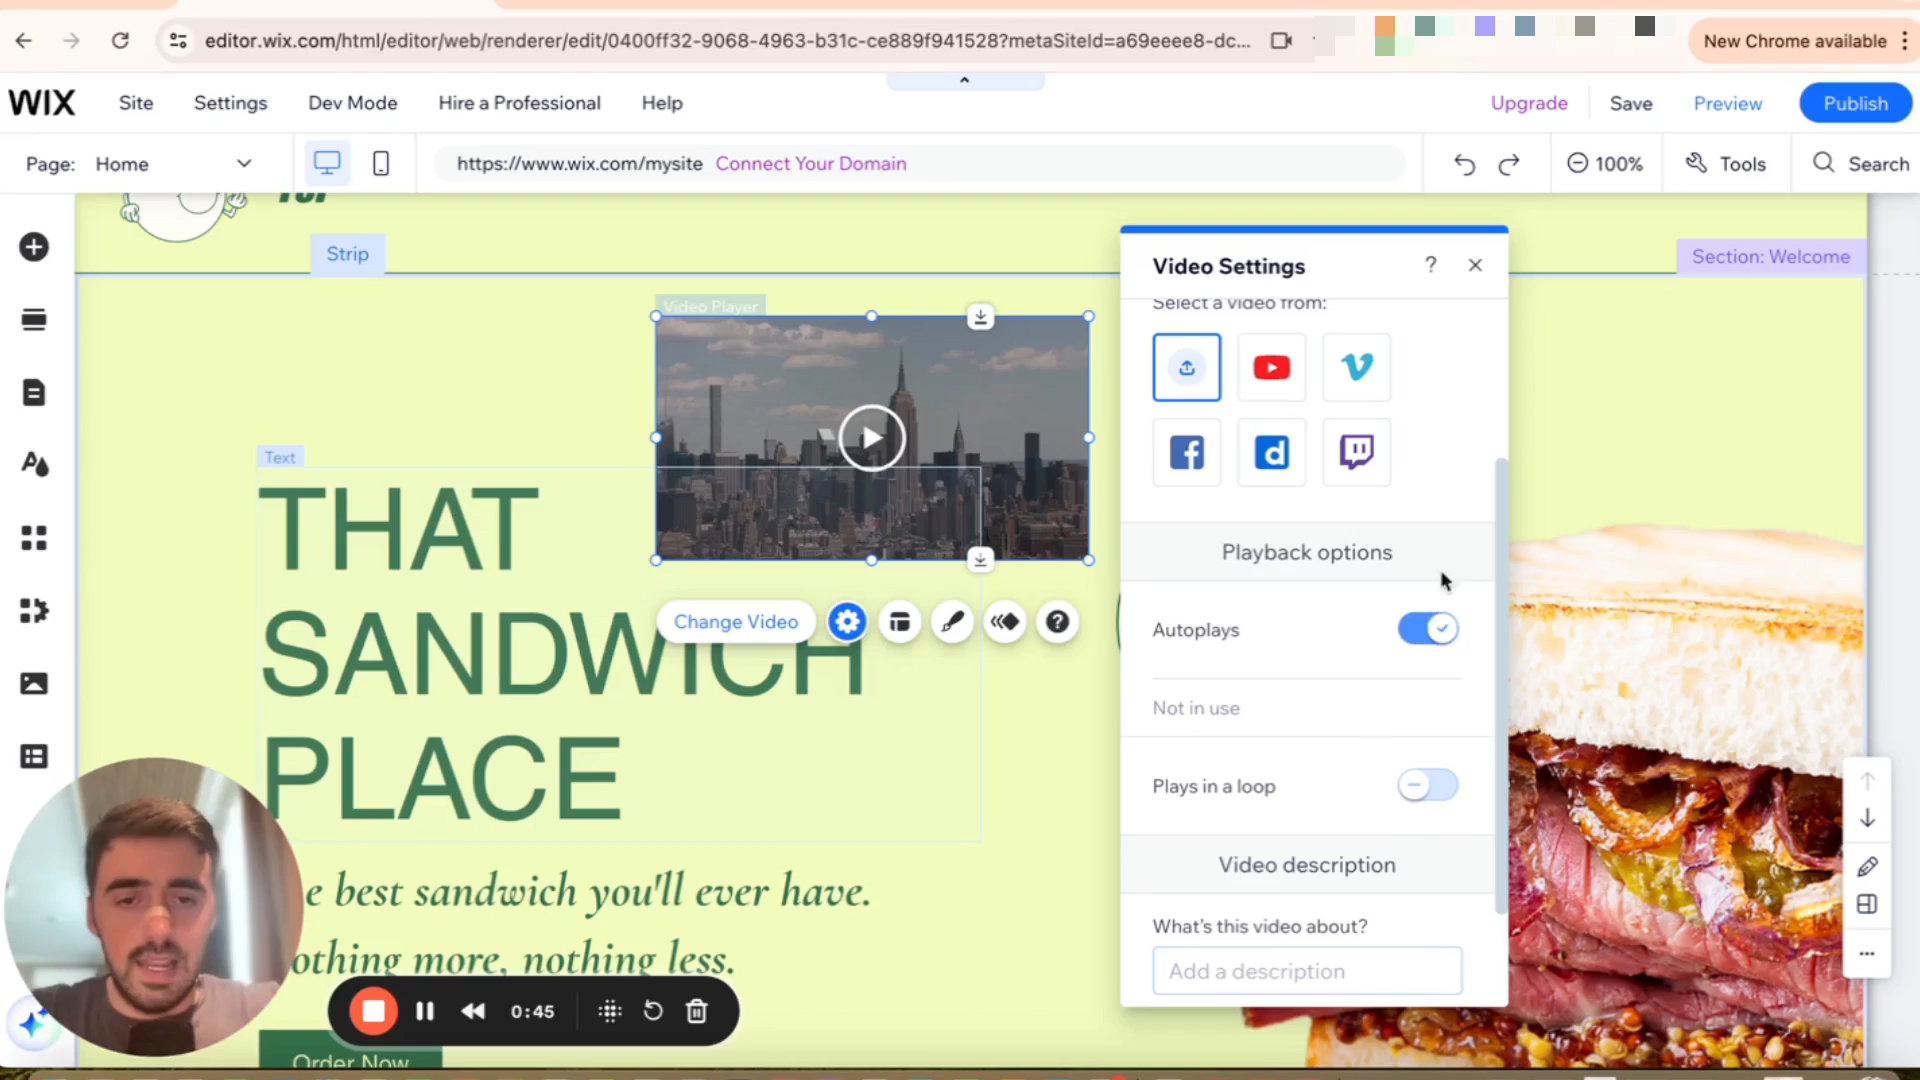 editor.wix.com/html/editor/web/renderer/edit/0400ff32-9068-4963-b31c-ce889f941528?metaSiteId=a69eeee8-dc...
New Chrome available
WIX
Site
Settings
Dev Mode
Hire a Professional
Help
Upgrade
Save
Preview
Publish
Page: Home
https://www.wix.com/mysite Connect Your Domain
100%
Tools
Search
Strip
Section: Welcome
Video Player
Text
THAT
SANDWICH
PLACE
Change Video
e best sandwich you'll ever have.
othing more, nothing less.
0:45
Order Now
Video Settings
?
Select a video from:
Playback options
Autoplays
Not in use
Plays in a loop
Video description
What's this video about?
Add a description